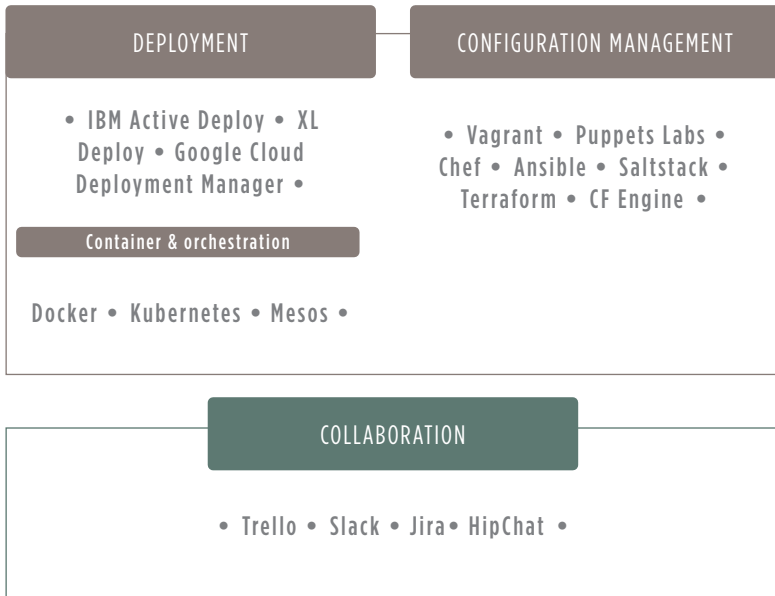 DEPLOYMENT
• IBM Active Deploy • XL
Deploy • Google Cloud
Deployment Manager •
Container & orchestration
Docker • Kubernetes • Mesos •
CONFIGURATION MANAGEMENT
• Vagrant • Puppets Labs •
Chef • Ansible • Saltstack •
Terraform • CF Engine •
COLLABORATION
• Trello • Slack • Jira• HipChat •